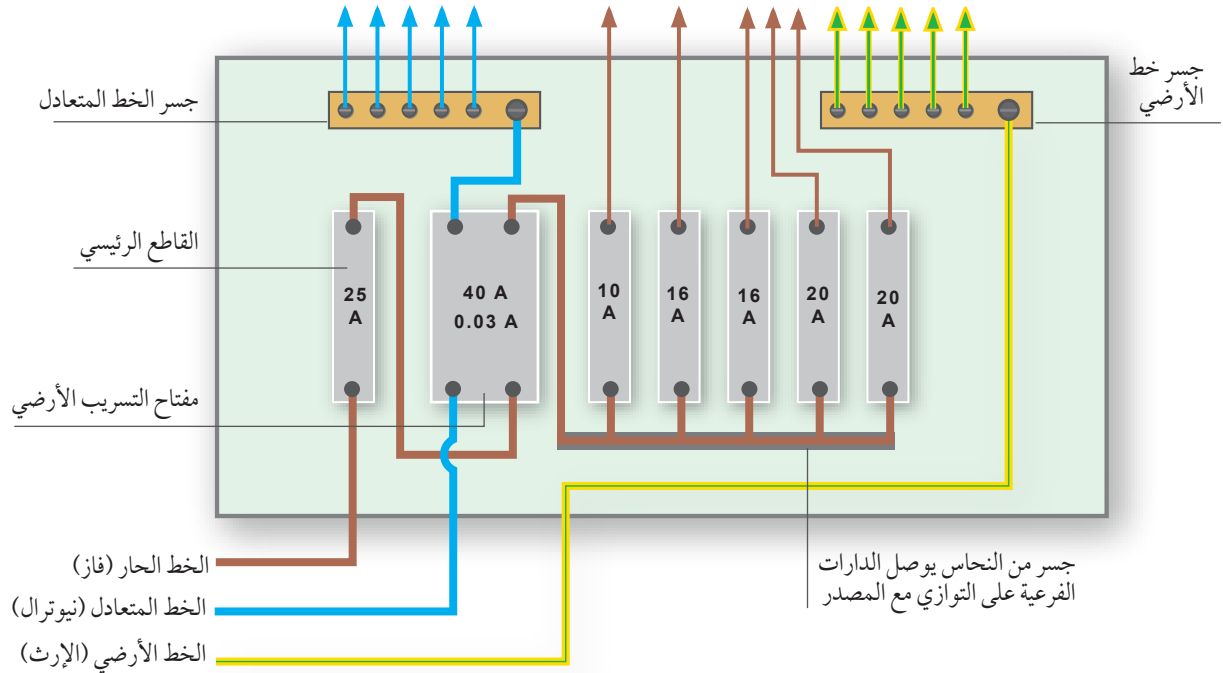 جسر خط
الأرضي
جسر الخط المتعادل
القاطع الرئيسي
25
A
40 A
0.03 A
10
A
16
A
16
A
20
A
20
A
مفتاح التسريب الأرضي
الخط الحار (فاز)
الخط المتعادل (نيوترال)
الخط الأرضي (الإرث)
جسر من النحاس يوصل الدارات
الفرعية على التوازي مع المصدر